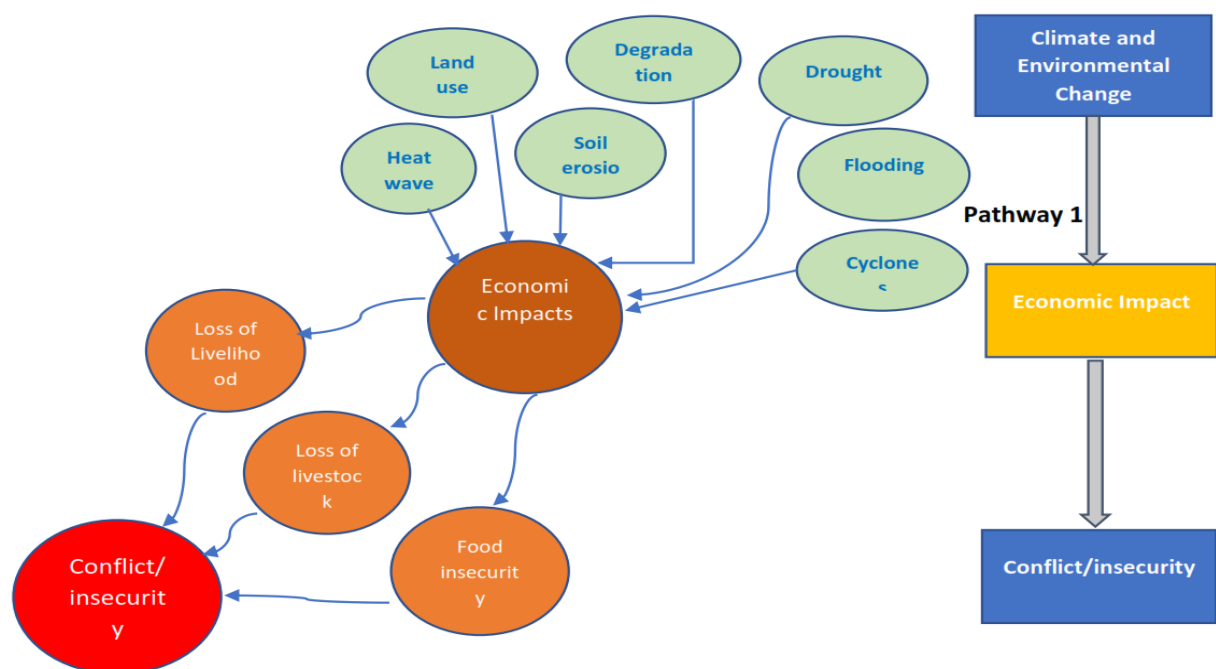 Land
use
Degrada
tion
Drought
Climate and
Environmental
Change
Heat
wave
Soil
erosio
Flooding
Pathway 1
Cyclone
s
Economi
c Impacts
Economic Impact
Loss of
Liveliho
od
Loss of
livestoc
k
Food
insecurit
y
Conflict/
insecurit
y
Conflict/insecurity